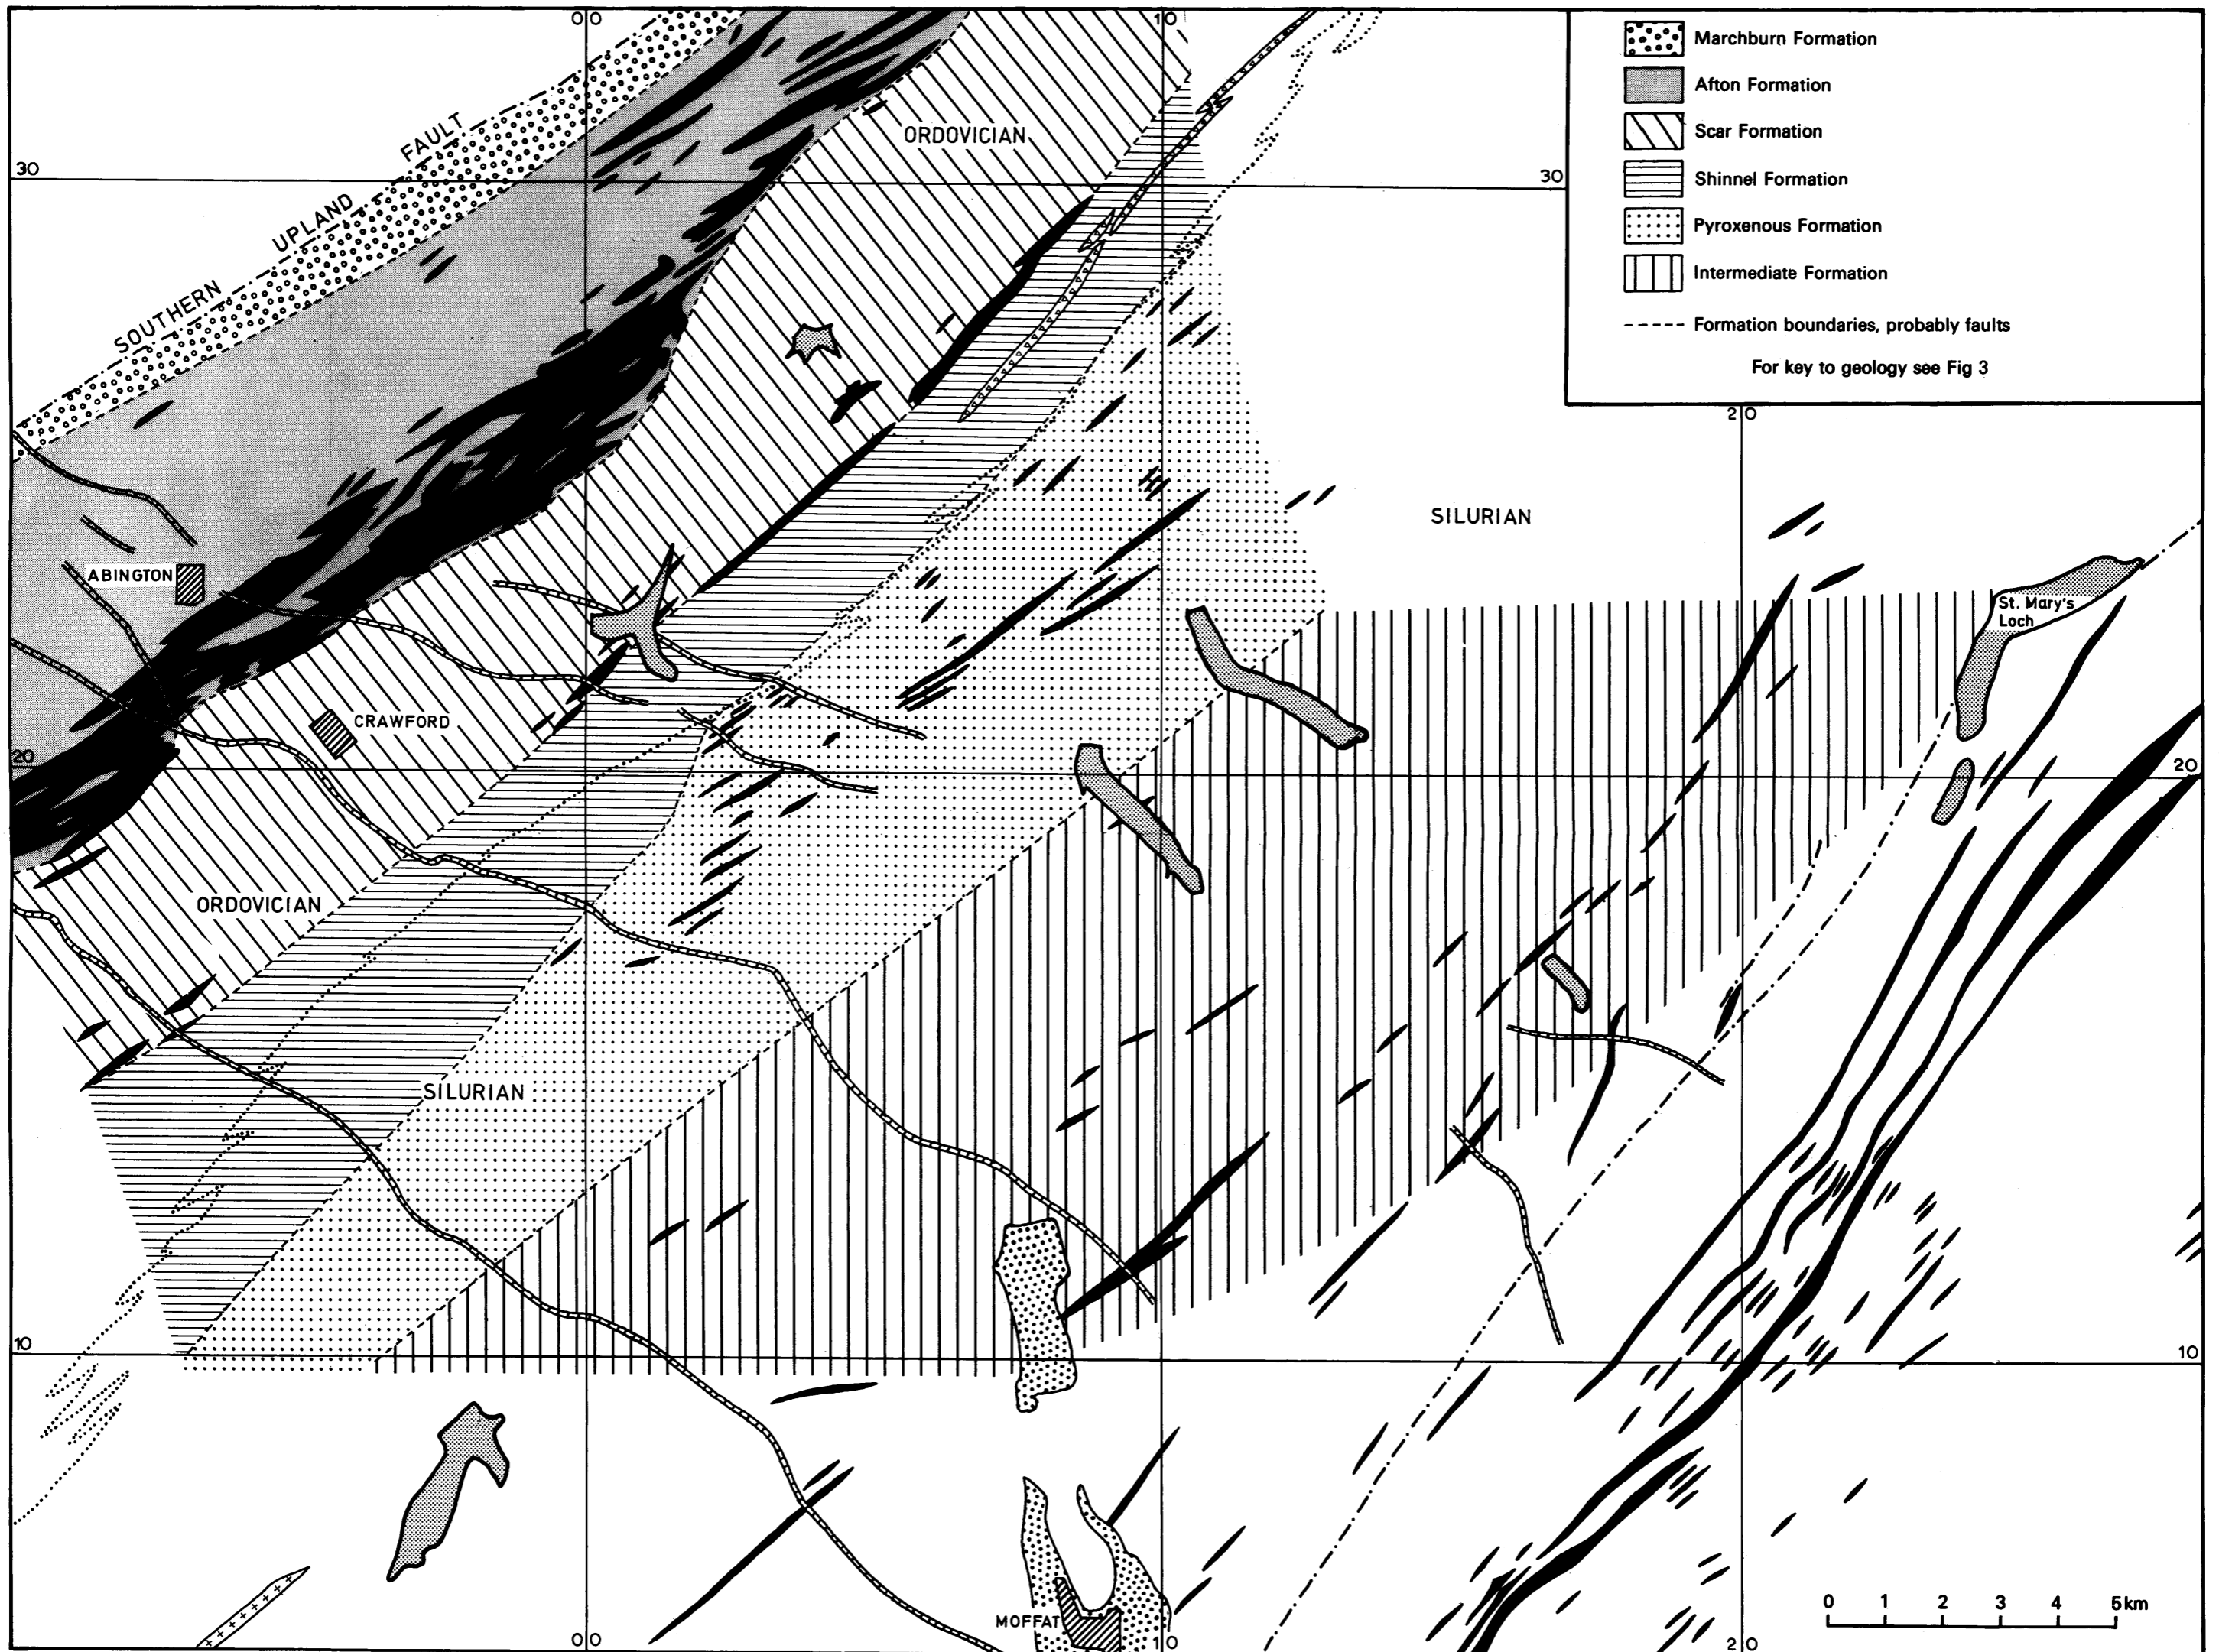 00
10
Marchburn Formation
Afton Formation
Scar Formation
Shinnel Formation
Pyroxenous Formation
Intermediate Formation
Formation boundaries, probably faults
For key to geology see Fig 3
SOUTHERN UPLAND FAULT
ORDOVICIAN
30
30
20
SILURIAN
ABINGTON
St. Mary's
Loch
CRAWFORD
20
20
ORDOVICIAN
SILURIAN
10
10
MOFFAT
0 1 2 3 4 5km
00
10
20